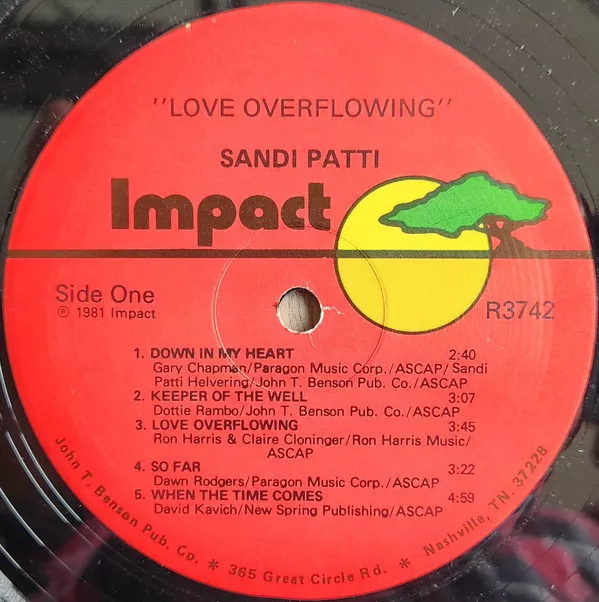 "LOVE OVERFLOWING"
SANDI PATTI
Impact
Side One
℗ 1981 Impact
R3742
1. DOWN IN MY HEART 2:40
Gary Chapman/Paragon Music Corp./ASCAP/Sandi
Patti Helvering/John T. Benson Pub. Co./ASCAP
2. KEEPER OF THE WELL 3:07
Dottie Rambo/John T. Benson Pub. Co./ASCAP
3. LOVE OVERFLOWING 3:45
Ron Harris & Claire Cloninger/Ron Harris Music/
ASCAP
4. SO FAR 3:22
Dawn Rodgers/Paragon Music Corp./ASCAP
5. WHEN THE TIME COMES 4:59
David Kavich/New Spring Publishing/ASCAP
John T. Benson Pub. Co. * 365 Great Circle Rd. * Nashville, TN. 37228